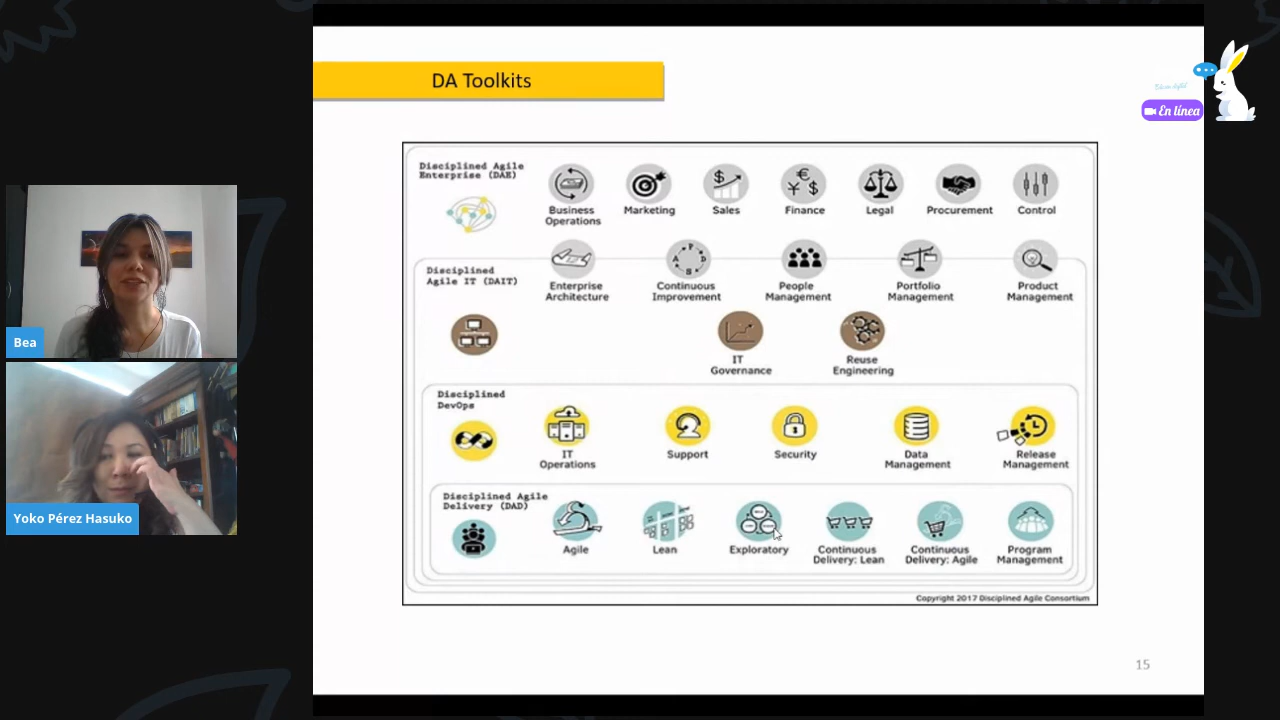 DA Toolkits
En línea
Disciplined Agile
Enterprise (DAE)
Business
Operations
Marketing
Sales
Finance
Legal
Procurement
Control
Disciplined
Agile IT (DAIT)
Enterprise
Architecture
Continuous
Improvement
People
Management
Portfolio
Management
Product
Management
IT
Governance
Reuse
Engineering
Disciplined
DevOps
IT
Operations
Support
Security
Data
Management
Release
Management
Disciplined Agile
Delivery (DAD)
Agile
Lean
Exploratory
Continuous
Delivery: Lean
Continuous
Delivery: Agile
Program
Management
Copyright 2017 Disciplined Agile Consortium
15
Bea
Yoko Pérez Hasuko